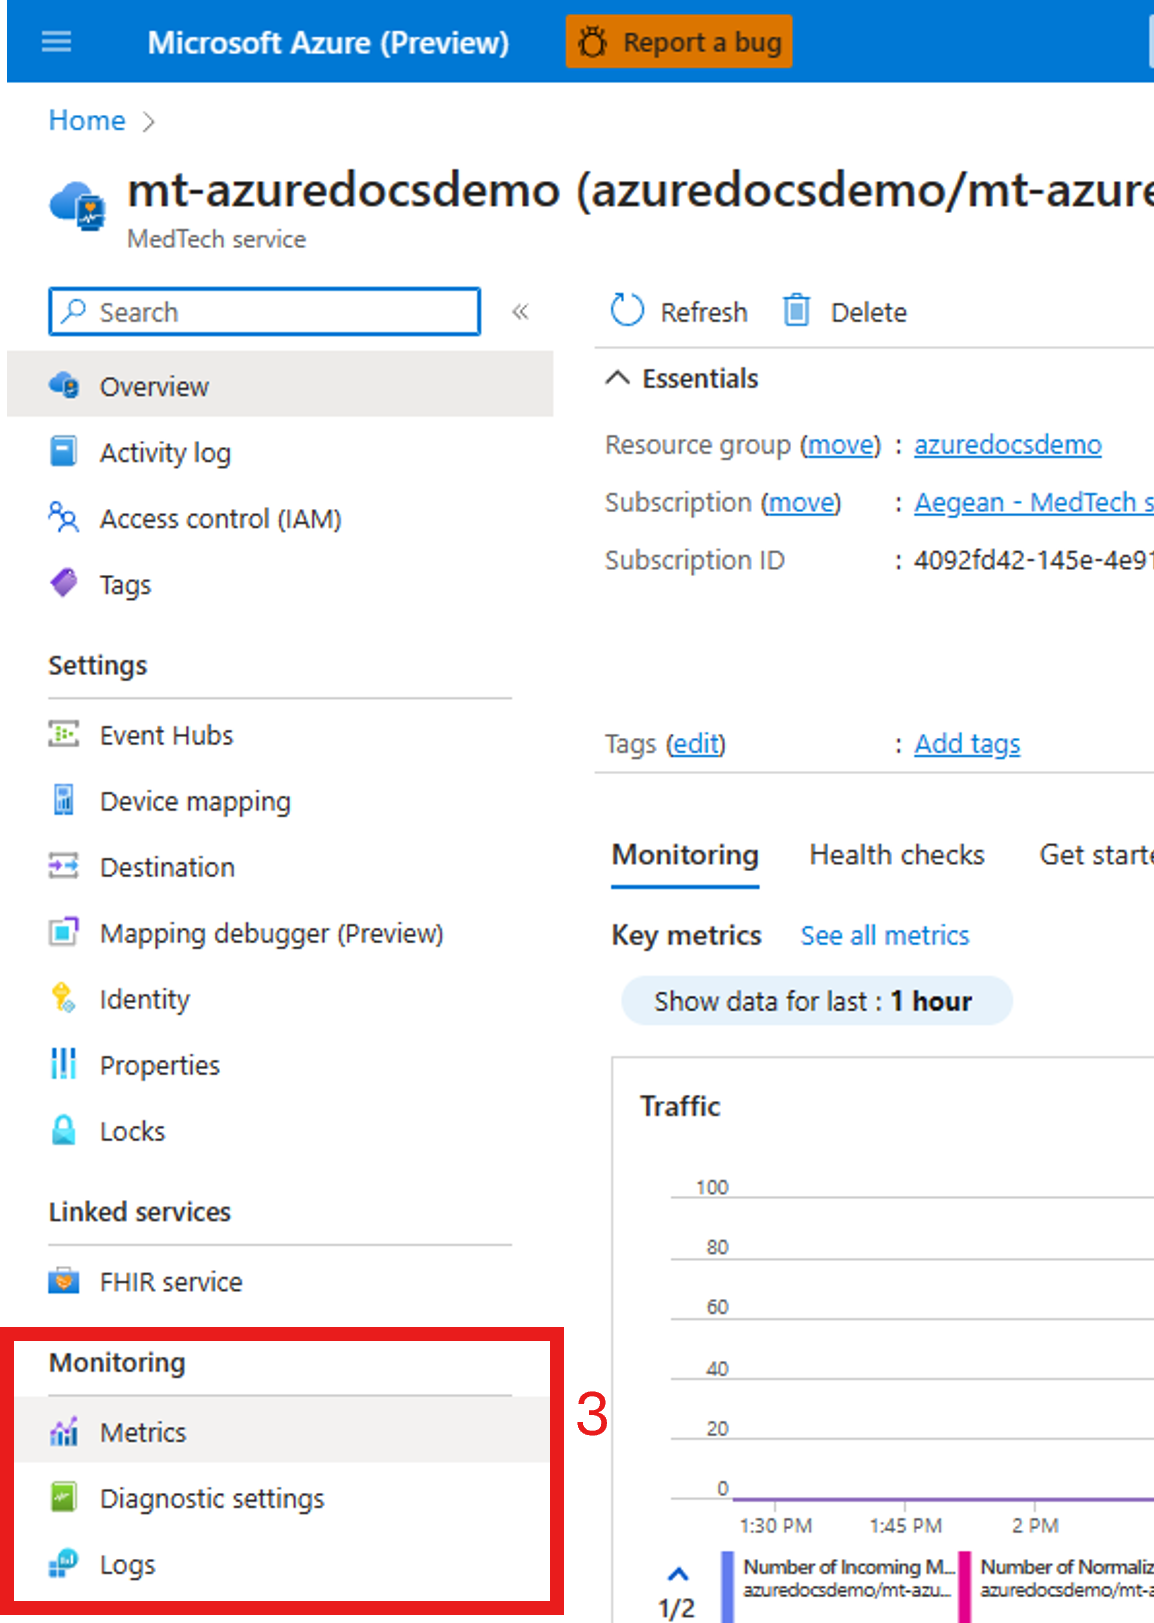 Microsoft Azure (Preview)
Report a bug
Home
mt-azuredocsdemo (azuredocsdemo/mt-azure
MedTech service
Search
Refresh
Delete
Overview
Activity log
Access control (IAM)
Tags
Settings
Event Hubs
Device mapping
Destination
Mapping debugger (Preview)
Identity
Properties
Locks
Linked services
FHIR service
Monitoring
Metrics
Diagnostic settings
Logs
3
Essentials
Resource group (move) : azuredocsdemo
Subscription (move) : Aegean - MedTech s
Subscription ID : 4092fd42-145e-4e91
Tags (edit) : Add tags
Monitoring Health checks Get starte
Key metrics See all metrics
Show data for last : 1 hour
Traffic
100
80
60
40
20
0
1:30 PM 1:45 PM 2 PM
1/2
Number of Incoming M...
azuredocsdemo/mt-azu...
Number of Normaliz
azuredocsdemo/mt-a